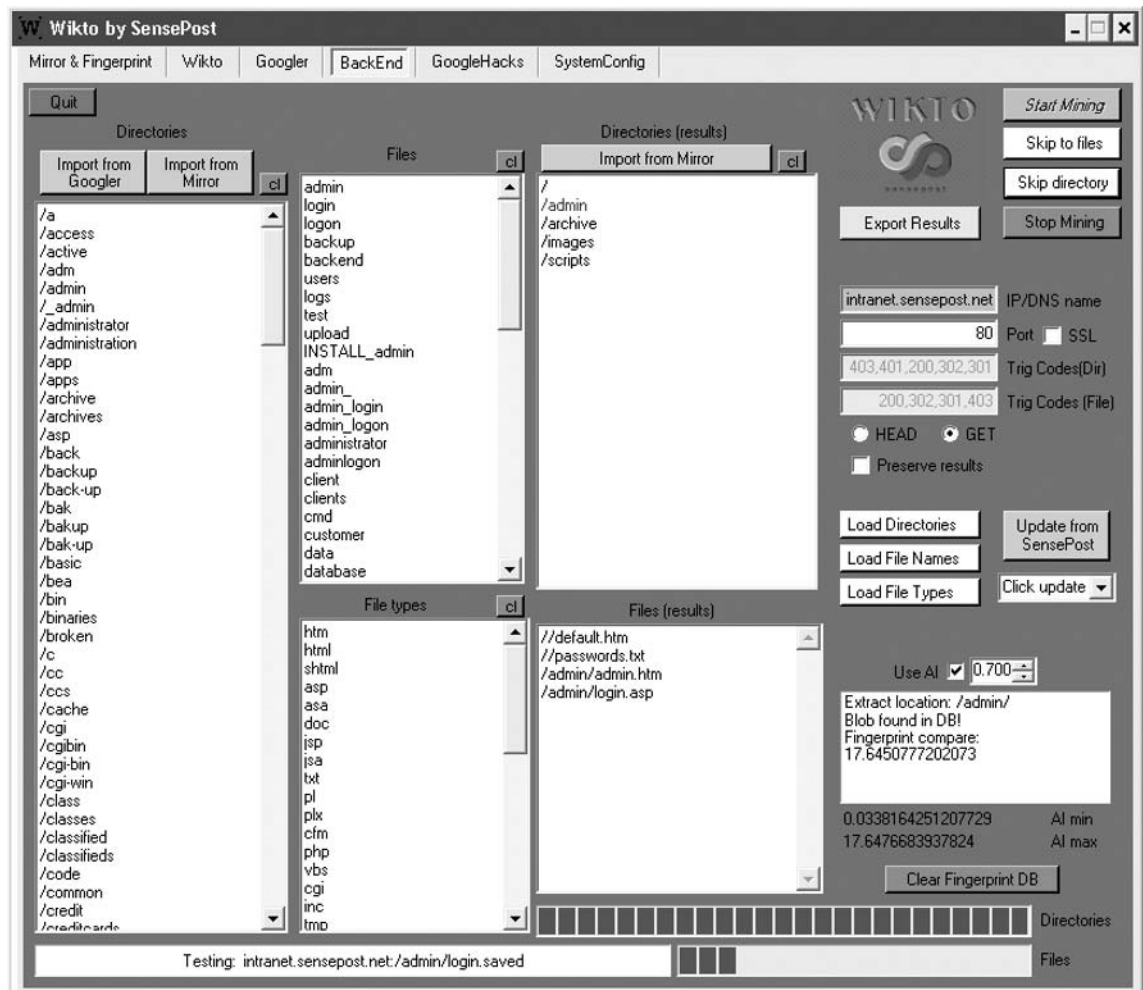 Wikto by SensePost
Mirror & Fingerprint
Wikto
Googler
BackEnd
GoogleHacks
SystemConfig
Quit
Directories
Import from Googler
Import from Mirror
cl
/a
/access
/active
/adm
/admin
/_admin
/administrator
/administration
/app
/apps
/archive
/archives
/asp
/back
/backup
/back-up
/bak
/bakup
/bak-up
/basic
/bea
/bin
/binaries
/broken
/c
/cc
/ccs
/cache
/cgi
/cgibin
/cgi-bin
/cgi-win
/class
/classes
/classified
/classifieds
/code
/common
/credit
/creditcards
Files
cl
admin
login
logon
backup
backend
users
logs
test
upload
INSTALL_admin
adm
admin_
admin_login
admin_logon
administrator
adminlogon
client
clients
cmd
customer
data
database
File types
cl
htm
html
shtml
asp
asa
doc
jsp
jsa
txt
pl
plx
cfm
php
vbs
cgi
inc
tmp
Directories (results)
Import from Mirror
cl
/
/admin
/archive
/images
/scripts
Files (results)
//default.htm
//passwords.txt
/admin/admin.htm
/admin/login.asp
WIKTO
sensepost
Export Results
Start Mining
Skip to files
Skip directory
Stop Mining
intranet.sensepost.net IP/DNS name
80 Port SSL
403,401,200,302,301 Trig Codes(Dir)
200,302,301,403 Trig Codes (File)
HEAD GET
Preserve results
Load Directories
Load File Names
Load File Types
Update from SensePost
Click update
Use AI 0.700
Extract location: /admin/
Blob found in DB!
Fingerprint compare:
17.6450777202073
0.0338164251207729 AI min
17.6476683937824 AI max
Clear Fingerprint DB
Directories
Testing: intranet.sensepost.net:/admin/login.saved
Files